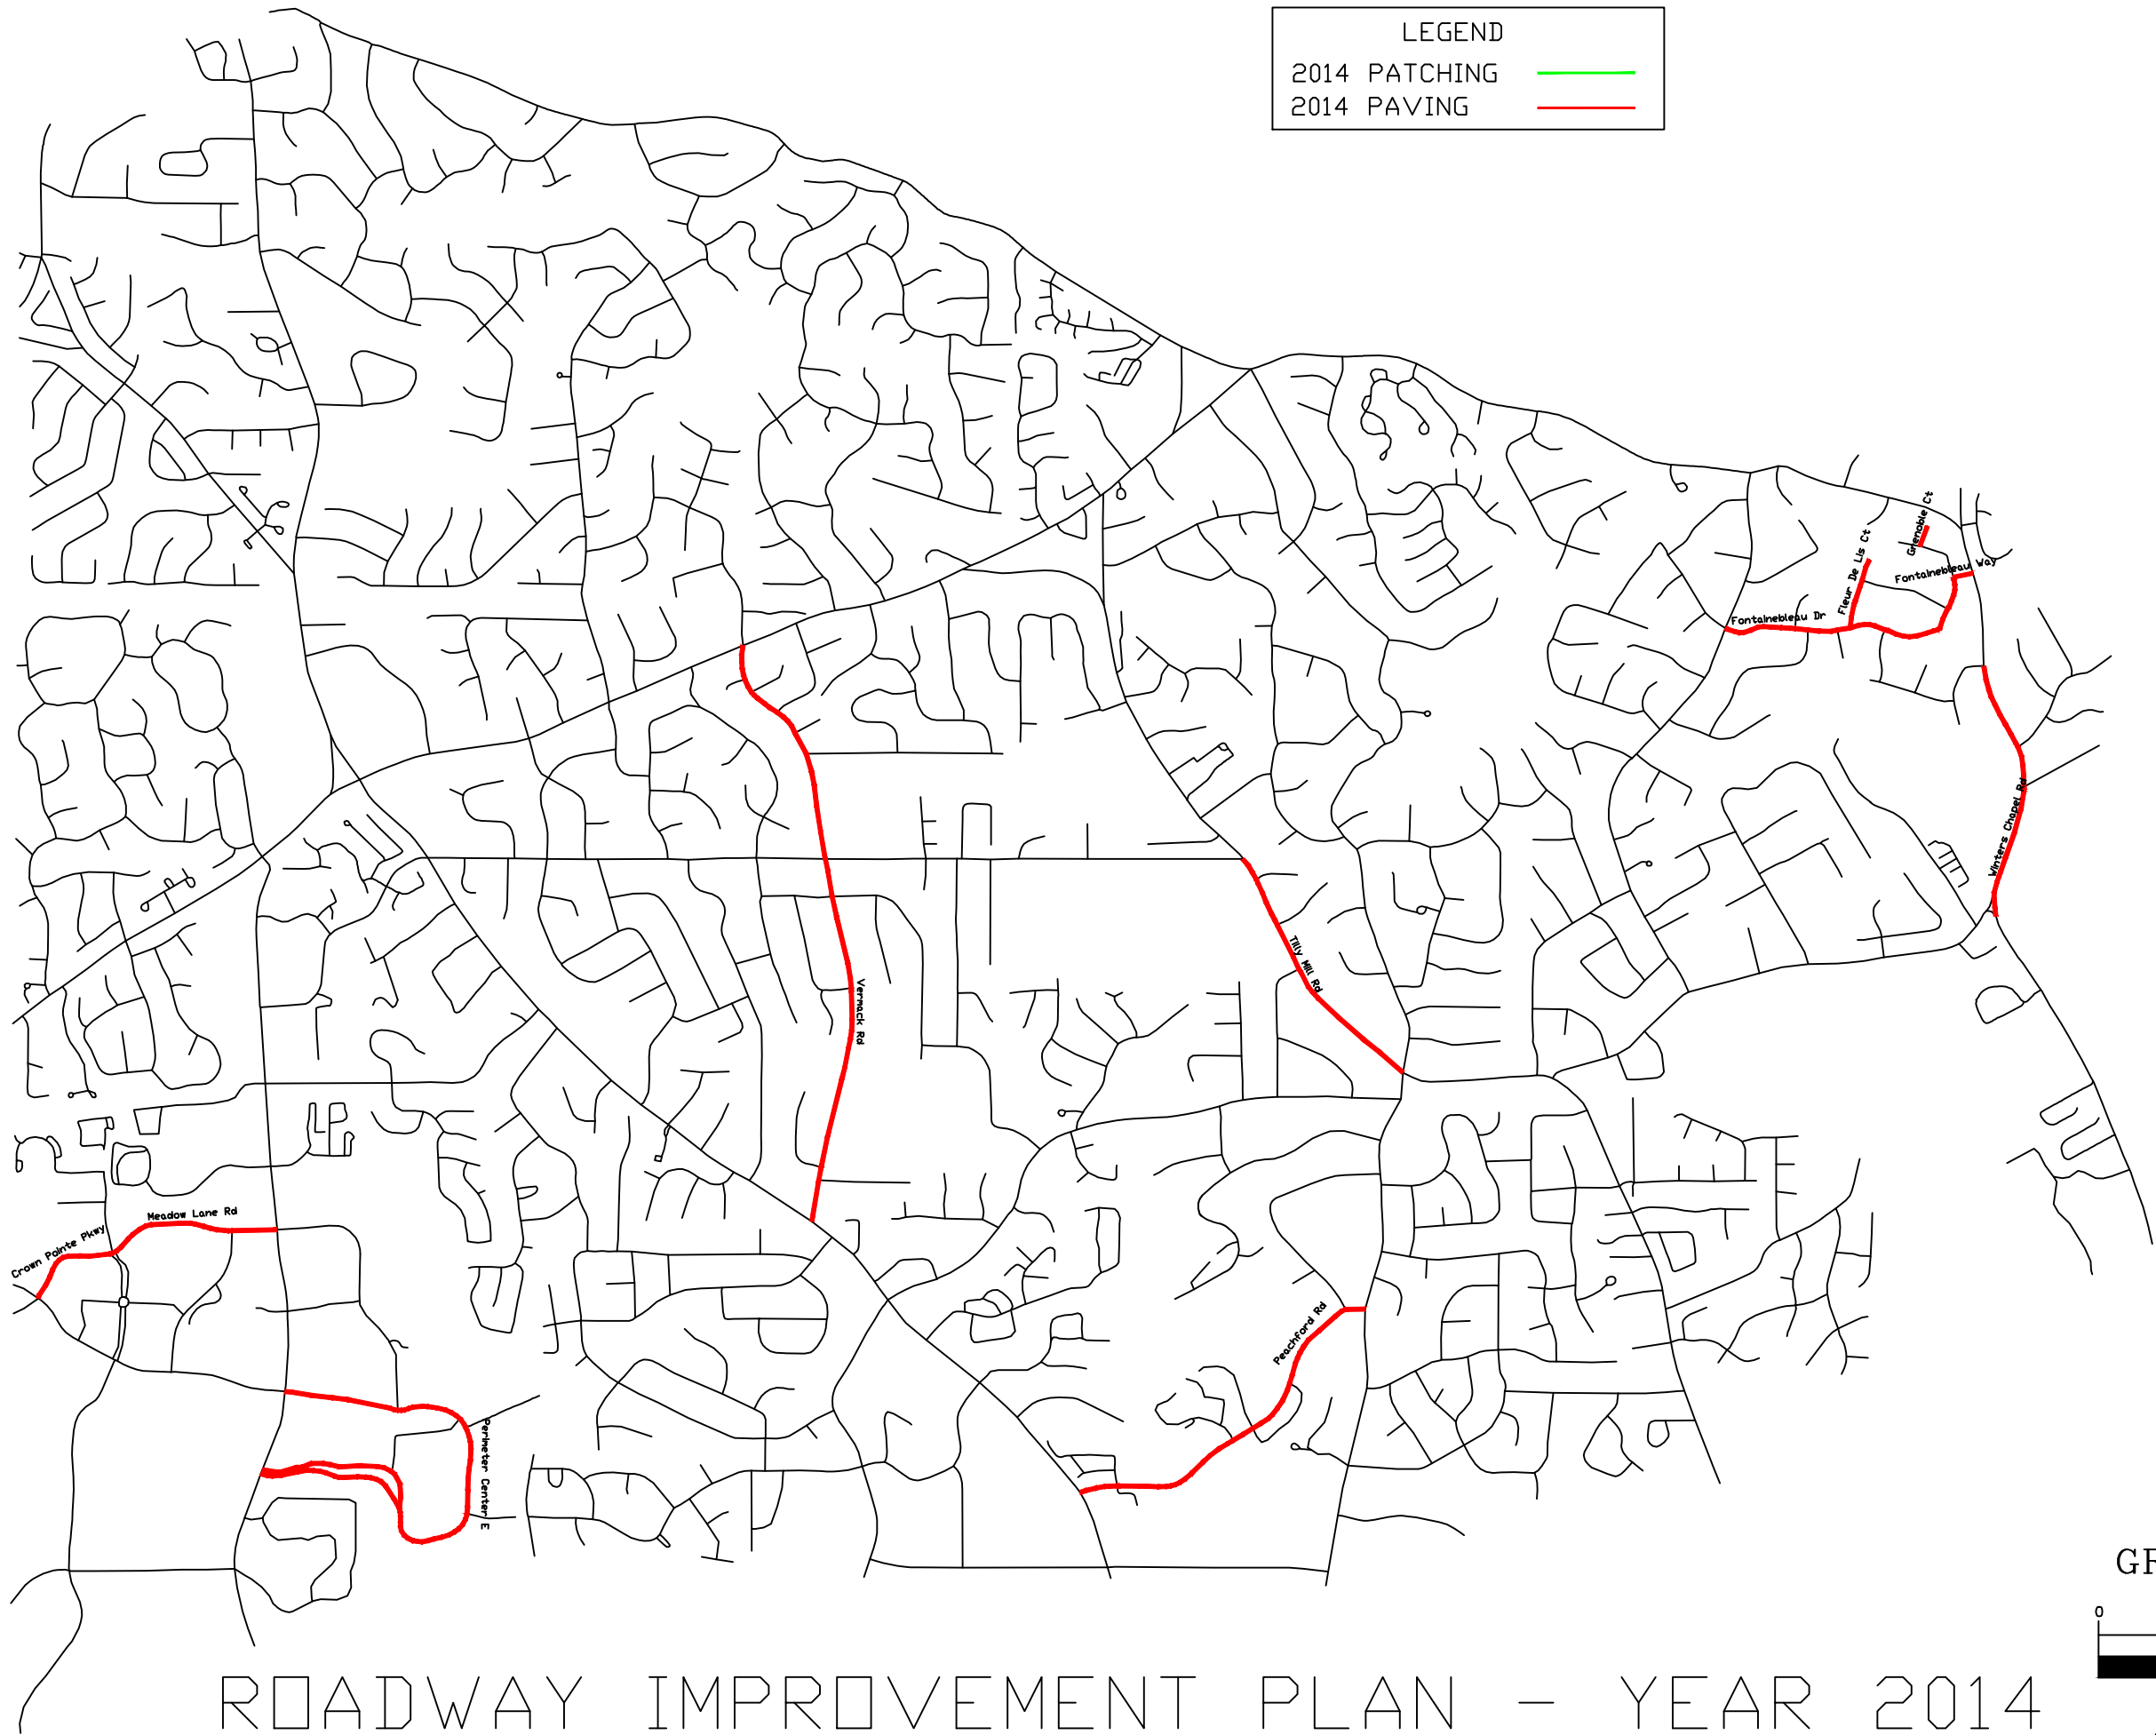 LEGEND
2014 PATCHING
2014 PAVING
Grenoble Ct
Fleur De Lis Ct
Fontainebleau Way
Fontainebleau Dr
Winters Chapel Rd
Tilly Mill Rd
Vermack Rd
Meadow Lane Rd
Crown Pointe Pkwy
Peachford Rd
Perimeter Center E
GR
0
ROADWAY IMPROVEMENT PLAN - YEAR 2014